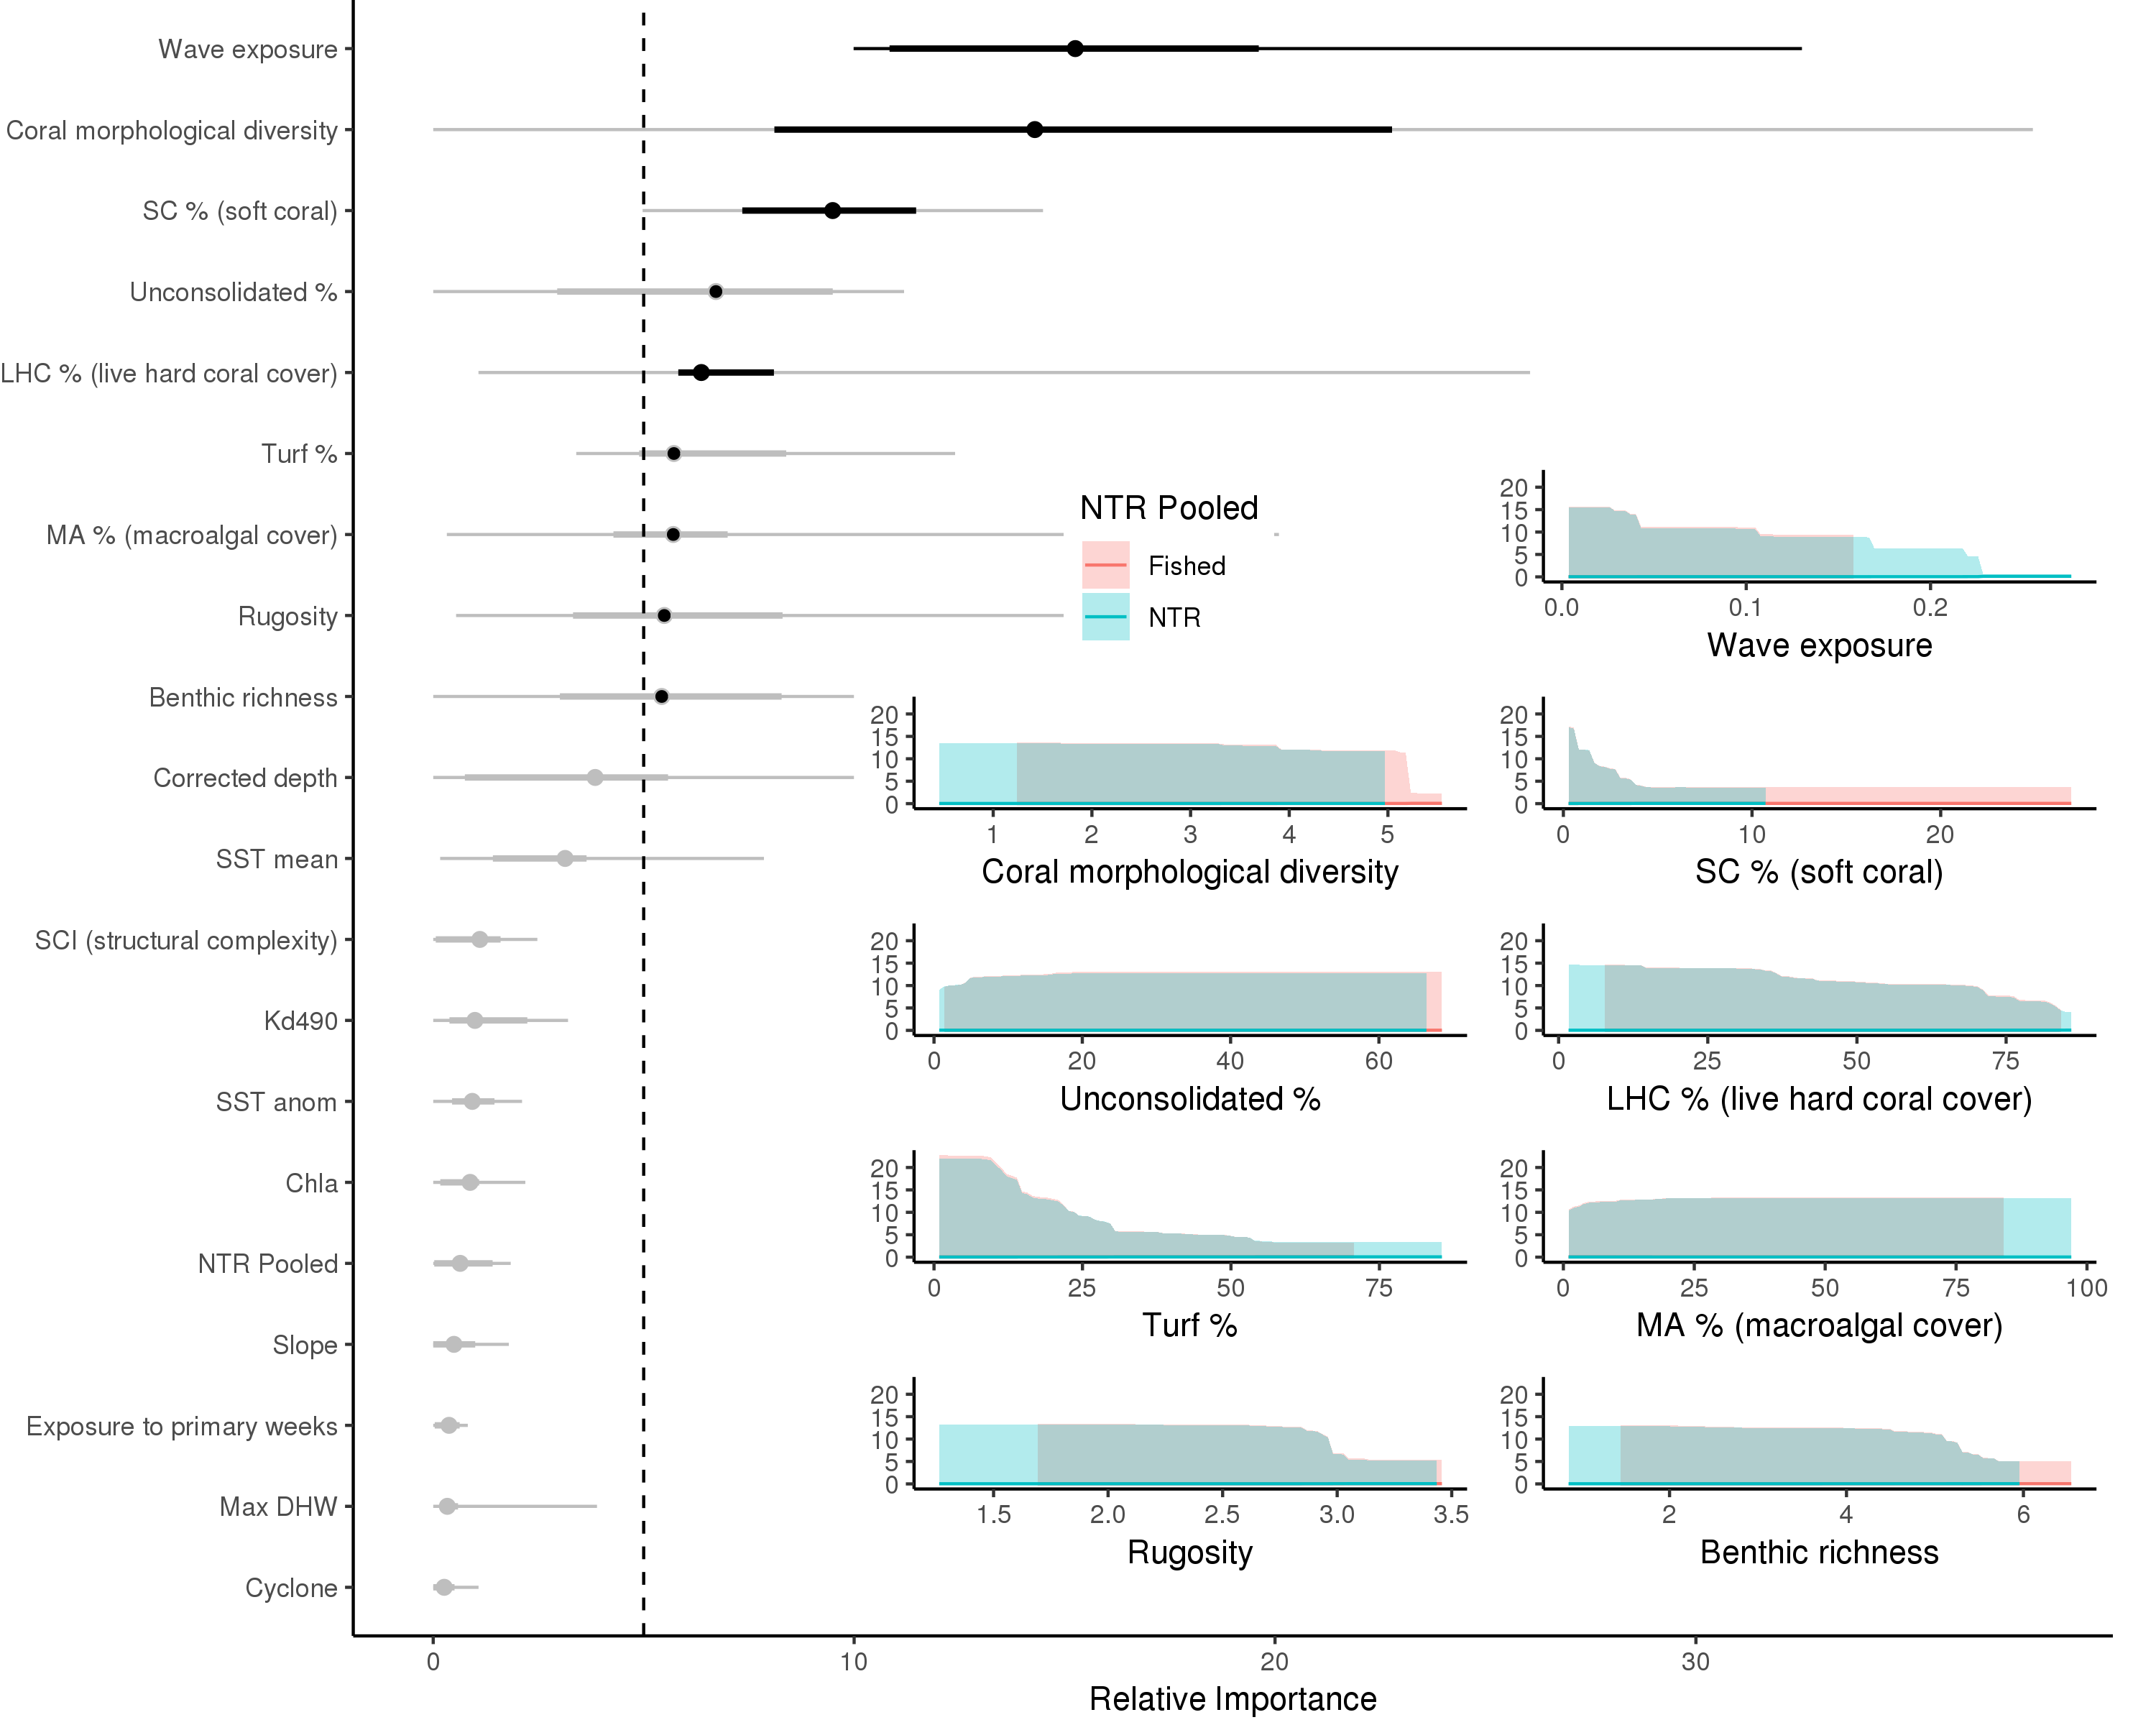 Wave exposure
Coral morphological diversity
SC % (soft coral)
Unconsolidated %
LHC % (live hard coral cover)
Turf %
MA % (macroalgal cover)
Rugosity
Benthic richness
Corrected depth
SST mean
SCI (structural complexity)
Kd490
SST anom
Chla
NTR Pooled
Slope
Exposure to primary weeks
Max DHW
Cyclone
0 10 20 30
Relative Importance
NTR Pooled
Fished
NTR
20
15
10
5
0
0.0 0.1 0.2
Wave exposure
20
15
10
5
0
1 2 3 4 5
Coral morphological diversity
20
15
10
5
0
0 10 20
SC % (soft coral)
20
15
10
5
0
0 20 40 60
Unconsolidated %
20
15
10
5
0
0 25 50 75
LHC % (live hard coral cover)
20
15
10
5
0
0 25 50 75
Turf %
20
15
10
5
0
0 25 50 75 100
MA % (macroalgal cover)
20
15
10
5
0
1.5 2.0 2.5 3.0 3.5
Rugosity
20
15
10
5
0
2 4 6
Benthic richness